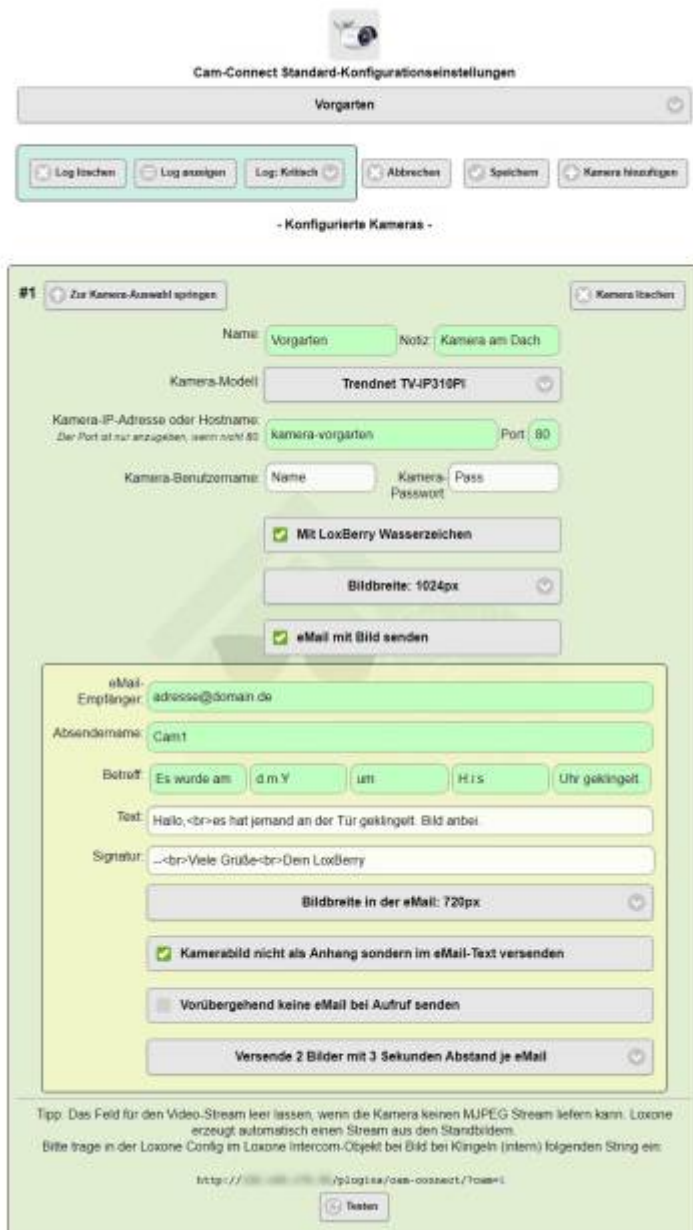 Cam-Connect Standard-Konfigurationseinstellungen
Vorgarten
Log löschen Log anzeigen Log: Kritisch Abbrechen Speichern Kamera hinzufügen
- Konfigurierte Kameras -
#1 Zur Kamera-Auswahl springen Kamera löschen
Name: Vorgarten Notiz: Kamera am Dach
Kamera-Modell: Trendnet TV-IP310PI
Kamera-IP-Adresse oder Hostname:
Der Port ist nur anzugeben, wenn nicht 80
kamera-vorgarten Port: 80
Kamera-Benutzername: Name Kamera-Passwort: Pass
Mit LoxBerry Wasserzeichen
Bildbreite: 1024px
eMail mit Bild senden
eMail-Empfänger: adresse@domain.de
Absendername: Cam1
Betreff: Es wurde am d.m.Y um H:i:s Uhr geklingelt
Text: Hallo,<br>es hat jemand an der Tür geklingelt. Bild anbei.
Signatur: --<br>Viele Grüße<br>Dein LoxBerry
Bildbreite in der eMail: 720px
Kamerabild nicht als Anhang sondern im eMail-Text versenden
Vorübergehend keine eMail bei Aufruf senden
Versende 2 Bilder mit 3 Sekunden Abstand je eMail
Tipp: Das Feld für den Video-Stream leer lassen, wenn die Kamera keinen MJPEG Stream liefern kann. Loxone
erzeugt automatisch einen Stream aus den Standbildern.
Bitte trage in der Loxone Config im Loxone Intercom-Objekt bei Bild bei Klingeln (intern) folgenden String ein:
http:// /plugins/cam-connect/?cam=1
Testen